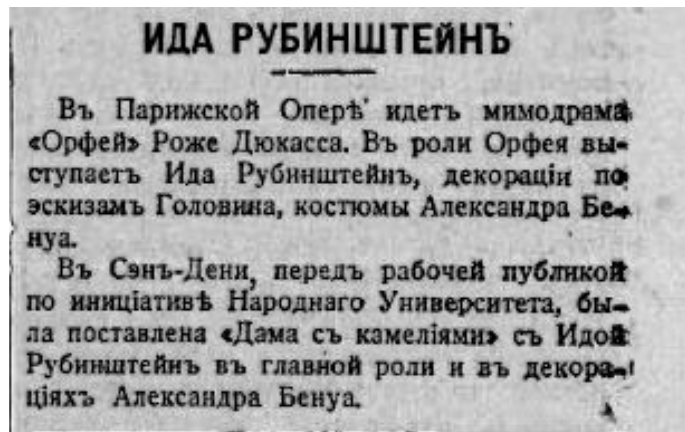 ИДА РУБИНШТЕЙНЪ
Въ Парижской Оперѣ идетъ мимодрама
«Орфей» Роже Дюкасса. Въ роли Орфея вы-
ступаетъ Ида Рубинштейнъ, декораціи по
эскизамъ Головина, костюмы Александра Бе-
нуа.
Въ Сэнъ-Дени, передъ рабочей публикой
по иниціативѣ Народнаго Университета, бы-
ла поставлена «Дама съ камеліями» съ Идой
Рубинштейнъ въ главной роли и въ декора-
ціяхъ Александра Бенуа.